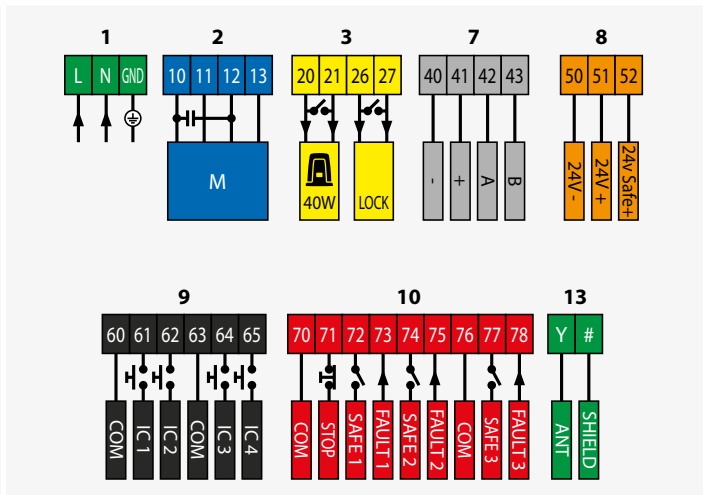 1 2 3 7 8
L N GND 10 11 12 13 20 21 26 27 40 41 42 43 50 51 52
M 40W LOCK - + A B 24V - 24V + 24v Safe+
9 10 13
60 61 62 63 64 65 70 71 72 73 74 75 76 77 78 Y #
COM IC 1 IC 2 COM IC 3 IC 4 COM STOP SAFE 1 FAULT 1 SAFE 2 FAULT 2 COM SAFE 3 FAULT 3 ANT SHIELD